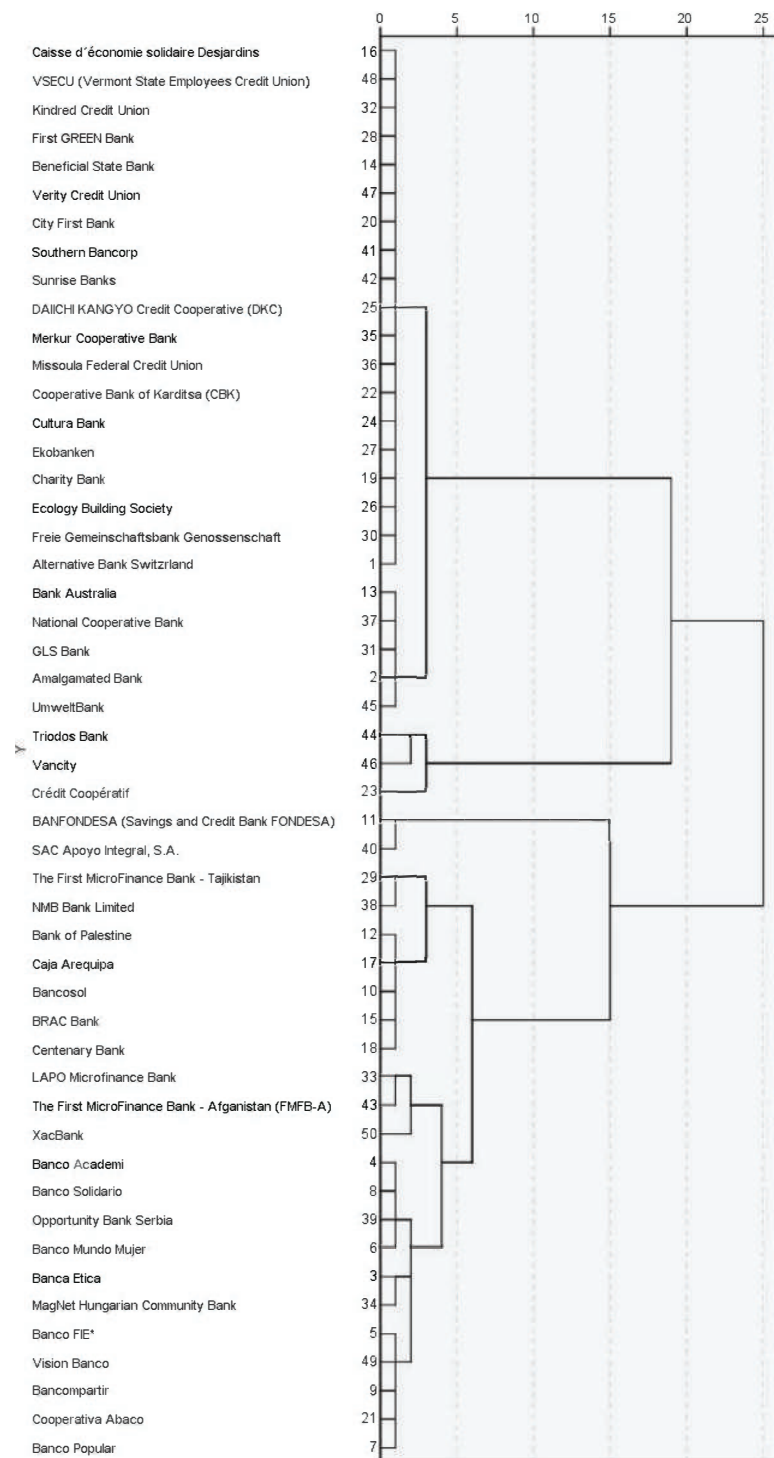 0 5 10 15 20 25
Caisse d´économie solidaire Desjardins 16
VSECU (Vermont State Employees Credit Union) 48
Kindred Credit Union 32
First GREEN Bank 28
Beneficial State Bank 14
Verity Credit Union 47
City First Bank 20
Southern Bancorp 41
Sunrise Banks 42
DAIICHI KANGYO Credit Cooperative (DKC) 25
Merkur Cooperative Bank 35
Missoula Federal Credit Union 36
Cooperative Bank of Karditsa (CBK) 22
Cultura Bank 24
Ekobanken 27
Charity Bank 19
Ecology Building Society 26
Freie Gemeinschaftsbank Genossenschaft 30
Alternative Bank Switzrland 1
Bank Australia 13
National Cooperative Bank 37
GLS Bank 31
Amalgamated Bank 2
UmweltBank 45
Triodos Bank 44
Y
Vancity 46
Crédit Coopératif 23
BANFONDESA (Savings and Credit Bank FONDESA) 11
SAC Apoyo Integral, S.A. 40
The First MicroFinance Bank - Tajikistan 29
NMB Bank Limited 38
Bank of Palestine 12
Caja Arequipa 17
Bancosol 10
BRAC Bank 15
Centenary Bank 18
LAPO Microfinance Bank 33
The First MicroFinance Bank - Afganistan (FMFB-A) 43
XacBank 50
Banco Academi 4
Banco Solidario 8
Opportunity Bank Serbia 39
Banco Mundo Mujer 6
Banca Etica 3
MagNet Hungarian Community Bank 34
Banco FIE* 5
Vision Banco 49
Bancompartir 9
Cooperativa Abaco 21
Banco Popular 7